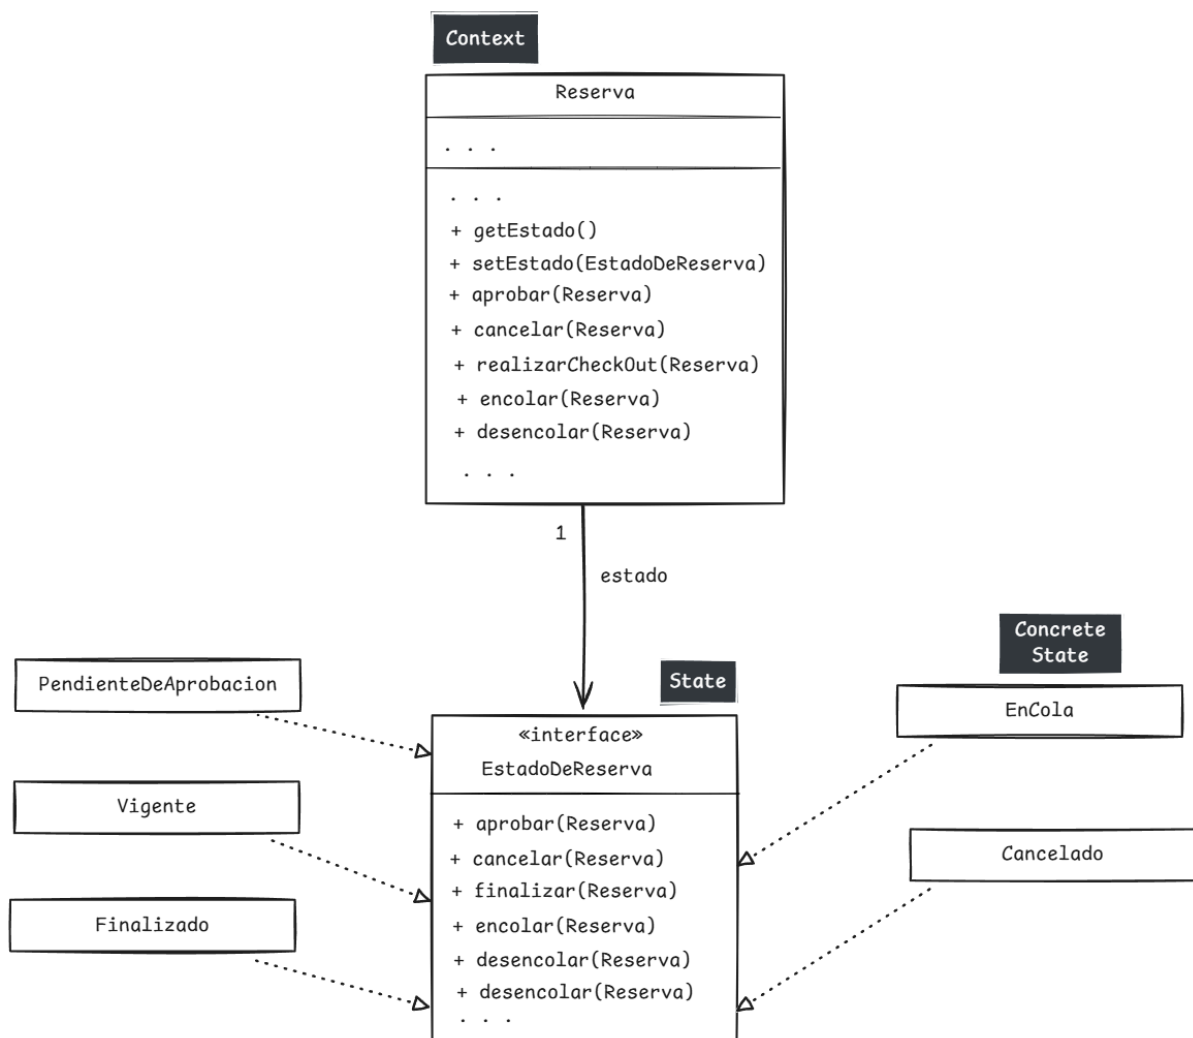 Context
Reserva
. . .
. . .
+ getEstado()
+ setEstado(EstadoDeReserva)
+ aprobar(Reserva)
+ cancelar(Reserva)
+ realizarCheckOut(Reserva)
+ encolar(Reserva)
+ desencolar(Reserva)
. . .
1
estado
Concrete
State
PendienteDeAprobacion
State
EnCola
«interface»
EstadoDeReserva
Vigente
+ aprobar(Reserva)
+ cancelar(Reserva)
+ finalizar(Reserva)
+ encolar(Reserva)
+ desencolar(Reserva)
+ desencolar(Reserva)
. . .
Cancelado
Finalizado